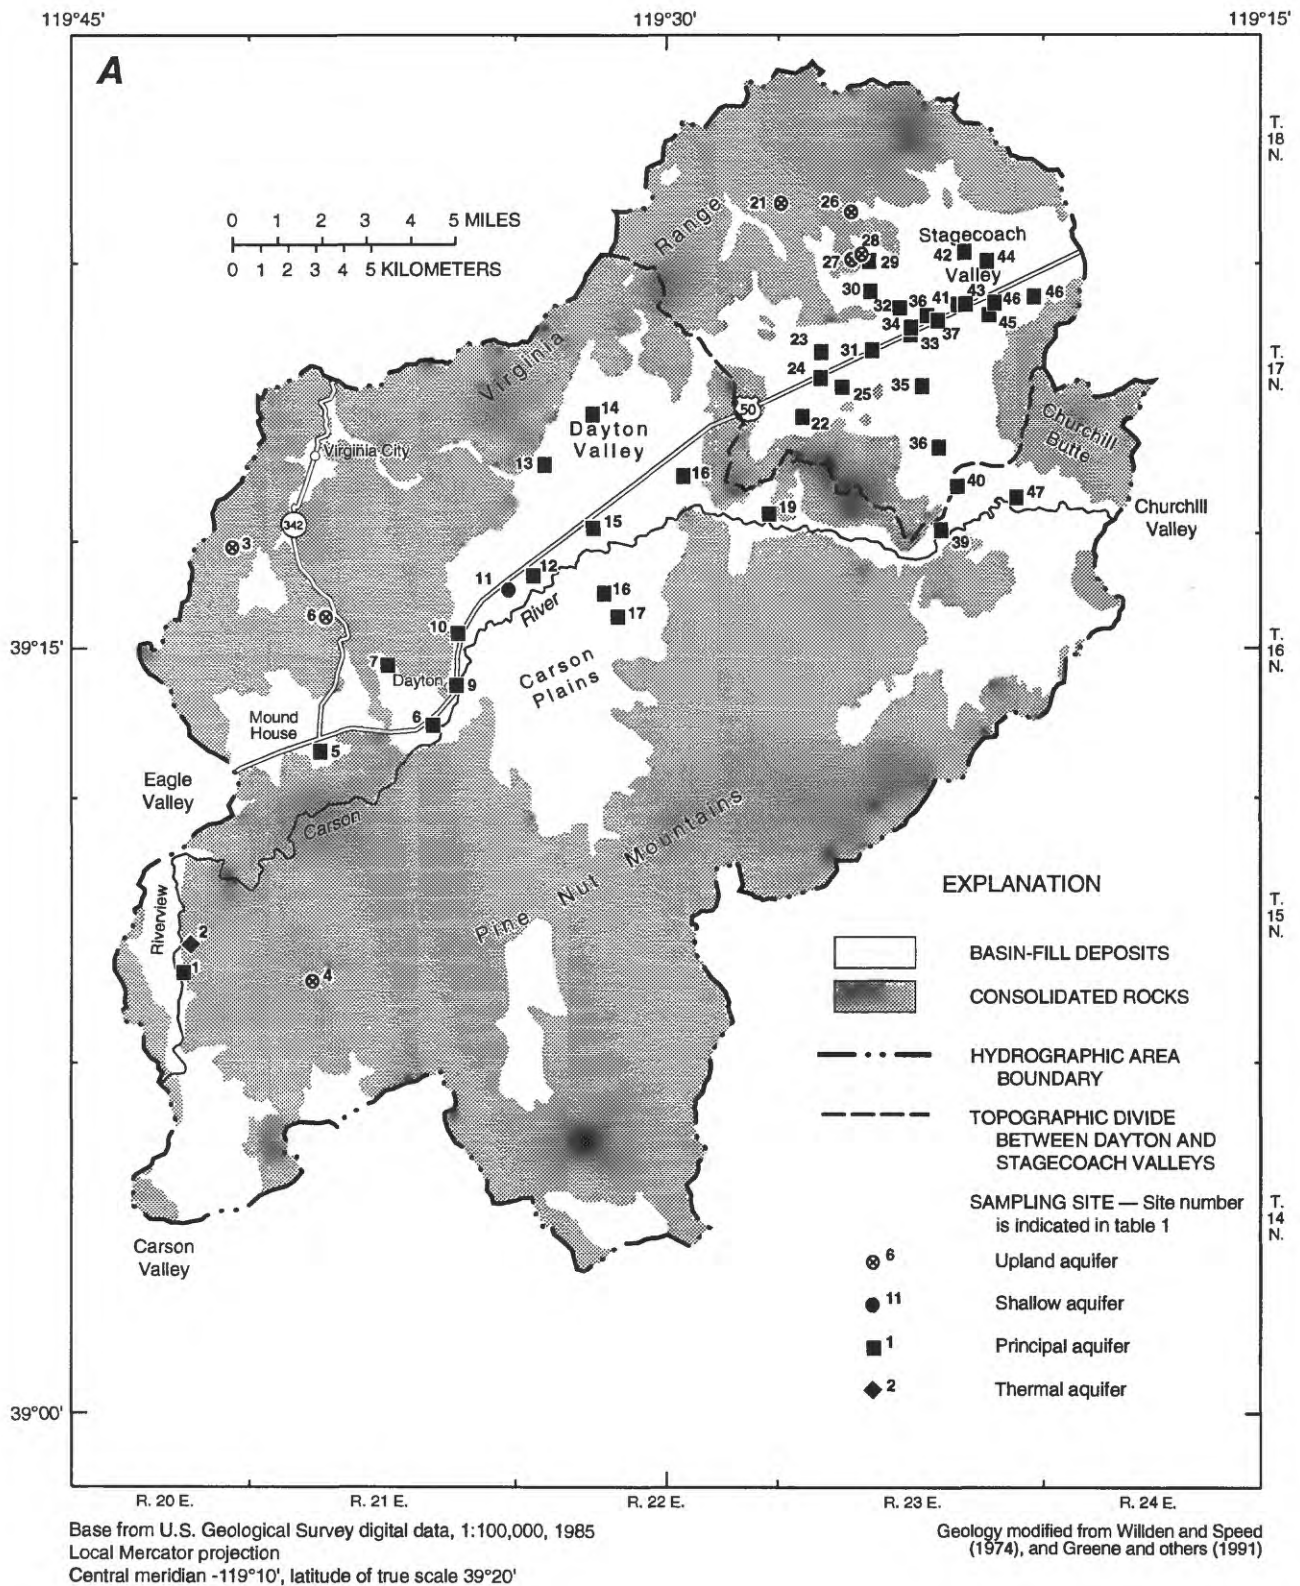 119°45' 119°30' 119°15'
A
T. 18 N.
0 1 2 3 4 5 MILES
0 1 2 3 4 5 KILOMETERS
21
26
28
27
29
Stagecoach
Valley
42
44
Virginia Range
30
32
36
41
43
46
46
34
37
45
33
23
31
24
25
35
T. 17 N.
50
22
36
Churchill
Butte
14
Dayton
Valley
13
16
Virginia City
342
3
19
40
47
Churchill
Valley
39
15
12
11
16
17
River
6
10
39°15'
T. 16 N.
7
Dayton
9
Carson
Plains
6
Mound
House
5
Eagle
Valley
Carson
Pine Nut Mountains
Riverview
2
1
4
T. 15 N.
EXPLANATION
BASIN-FILL DEPOSITS
CONSOLIDATED ROCKS
HYDROGRAPHIC AREA
BOUNDARY
TOPOGRAPHIC DIVIDE
BETWEEN DAYTON AND
STAGECOACH VALLEYS
SAMPLING SITE — Site number
is indicated in table 1
T. 14 N.
6 Upland aquifer
11 Shallow aquifer
1 Principal aquifer
2 Thermal aquifer
Carson
Valley
39°00'
R. 20 E. R. 21 E. R. 22 E. R. 23 E. R. 24 E.
Base from U.S. Geological Survey digital data, 1:100,000, 1985
Local Mercator projection
Central meridian -119°10', latitude of true scale 39°20'
Geology modified from Willden and Speed
(1974), and Greene and others (1991)